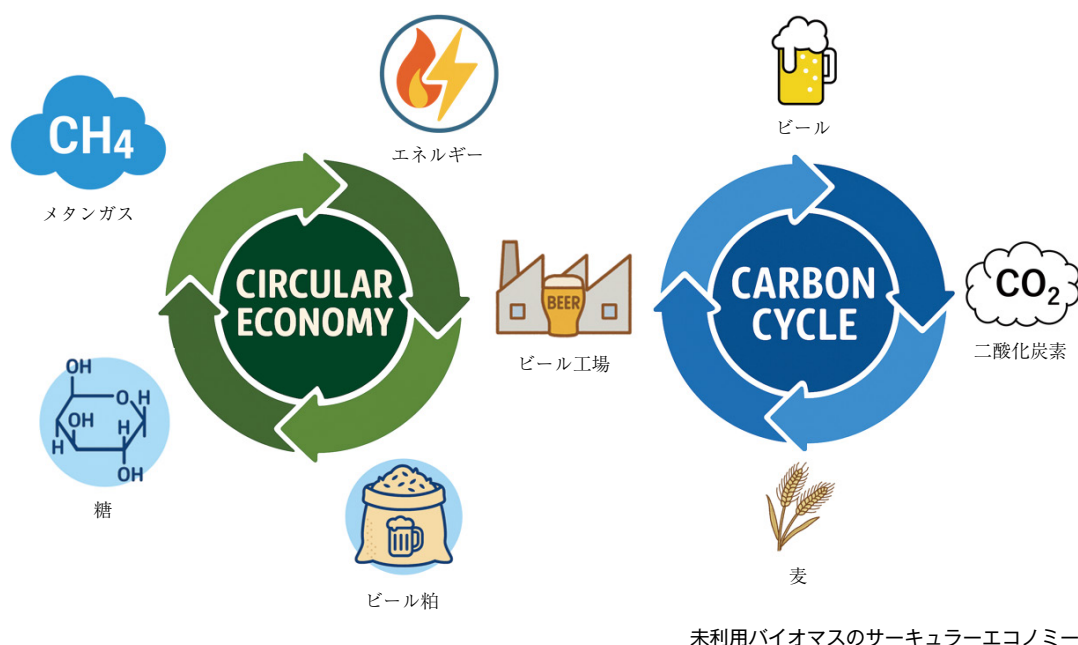 エネルギー
CH4
メタンガス
CIRCULAR
ECONOMY
OH
O
H
OH
H
H
OH
糖
ビール粕
BEER
ビール工場
ビール
CARBON
CYCLE
CO2
二酸化炭素
麦
未利用バイオマスのサーキュラーエコノミー